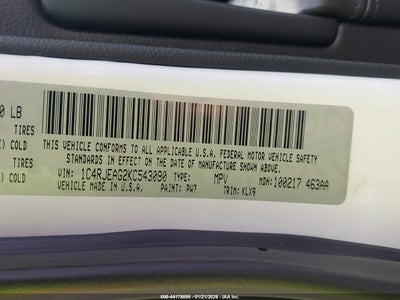 0 LB
TIRES
) COLD
TIRES
) COLD
THIS VEHICLE CONFORMS TO ALL APPLICABLE U.S.A. FEDERAL MOTOR VEHICLE SAFETY
STANDARDS IN EFFECT ON THE DATE OF MANUFACTURE SHOWN ABOVE.
VIN: 1C4RJEAG2KC543090 TYPE: MPV MDH: 100217 463AA
VEHICLE MADE IN: U.S.A. PAINT: PW7 TRIM: KLX9
000-44178890 - 01/21/2026 - IAA Inc.